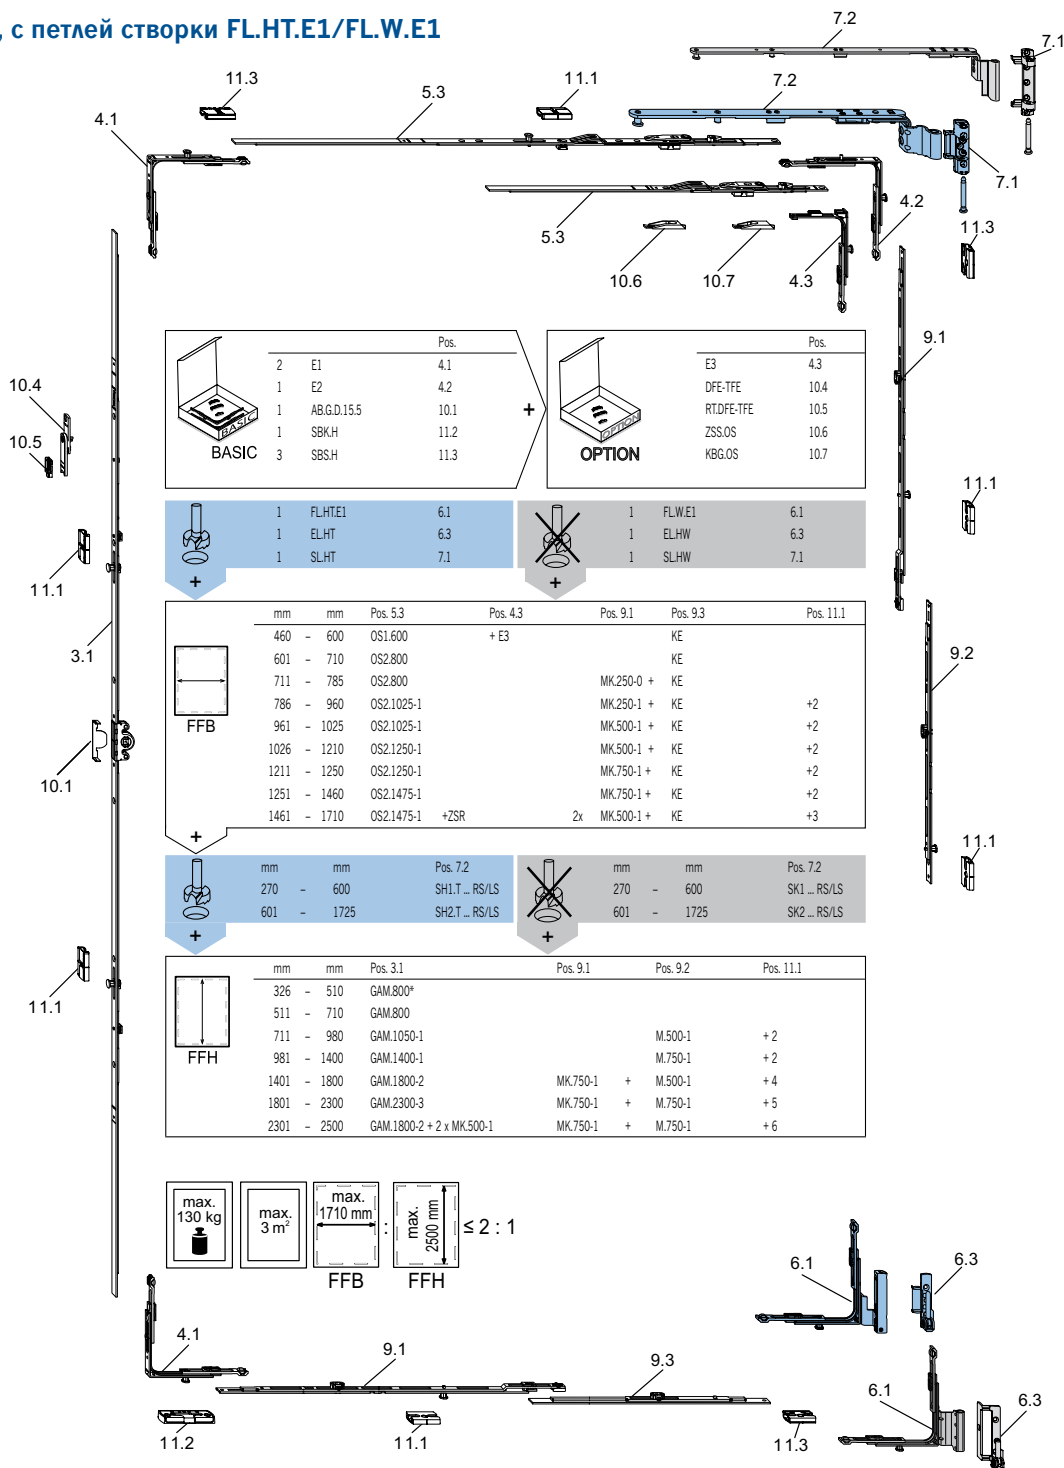 , с петлей створки FL.HT.E1/FL.W.E1
7.2
7.1
11.3
5.3
11.1
7.2
4.1
7.1
5.3
4.2
11.3
10.6
10.7
4.3
9.1
Pos.
2 E1 4.1
1 E2 4.2
1 AB.G.D.15.5 10.1
1 SBK.H 11.2
3 SBS.H 11.3
BASIC
BASIC
+
Pos.
E3 4.3
DFE-TFE 10.4
RT.DFE-TFE 10.5
ZSS.OS 10.6
KBG.OS 10.7
OPTION
OPTION
10.4
10.5
11.1
3.1
10.1
11.1
11.1
9.2
11.1
1 FL.HT.E1 6.1
1 EL.HT 6.3
1 SL.HT 7.1
+
1 FL.W.E1 6.1
1 EL.HW 6.3
1 SL.HW 7.1
+
mm mm Pos. 5.3 Pos. 4.3 Pos. 9.1 Pos. 9.3 Pos. 11.1
460 – 600 OS1.600 + E3 KE
601 – 710 OS2.800 KE
711 – 785 OS2.800 MK.250-0 + KE
786 – 960 OS2.1025-1 MK.250-1 + KE +2
961 – 1025 OS2.1025-1 MK.500-1 + KE +2
1026 – 1210 OS2.1250-1 MK.500-1 + KE +2
1211 – 1250 OS2.1250-1 MK.750-1 + KE +2
1251 – 1460 OS2.1475-1 MK.750-1 + KE +2
1461 – 1710 OS2.1475-1 +ZSR 2x MK.500-1 + KE +3
FFB
+
mm mm Pos. 7.2
270 – 600 SH1.T ... RS/LS
601 – 1725 SH2.T ... RS/LS
+
mm mm Pos. 7.2
270 – 600 SK1 ... RS/LS
601 – 1725 SK2 ... RS/LS
+
mm mm Pos. 3.1 Pos. 9.1 Pos. 9.2 Pos. 11.1
326 – 510 GAM.800*
511 – 710 GAM.800
711 – 980 GAM.1050-1 M.500-1 + 2
981 – 1400 GAM.1400-1 M.750-1 + 2
1401 – 1800 GAM.1800-2 MK.750-1 + M.500-1 + 4
1801 – 2300 GAM.2300-3 MK.750-1 + M.750-1 + 5
2301 – 2500 GAM.1800-2 + 2 x MK.500-1 MK.750-1 + M.750-1 + 6
FFH
max.
130 kg
max.
3 m²
max.
1710 mm
FFB
:
max.
2500 mm
FFH
≤ 2 : 1
6.1
6.3
4.1
9.1
9.3
6.1
6.3
11.2
11.1
11.3